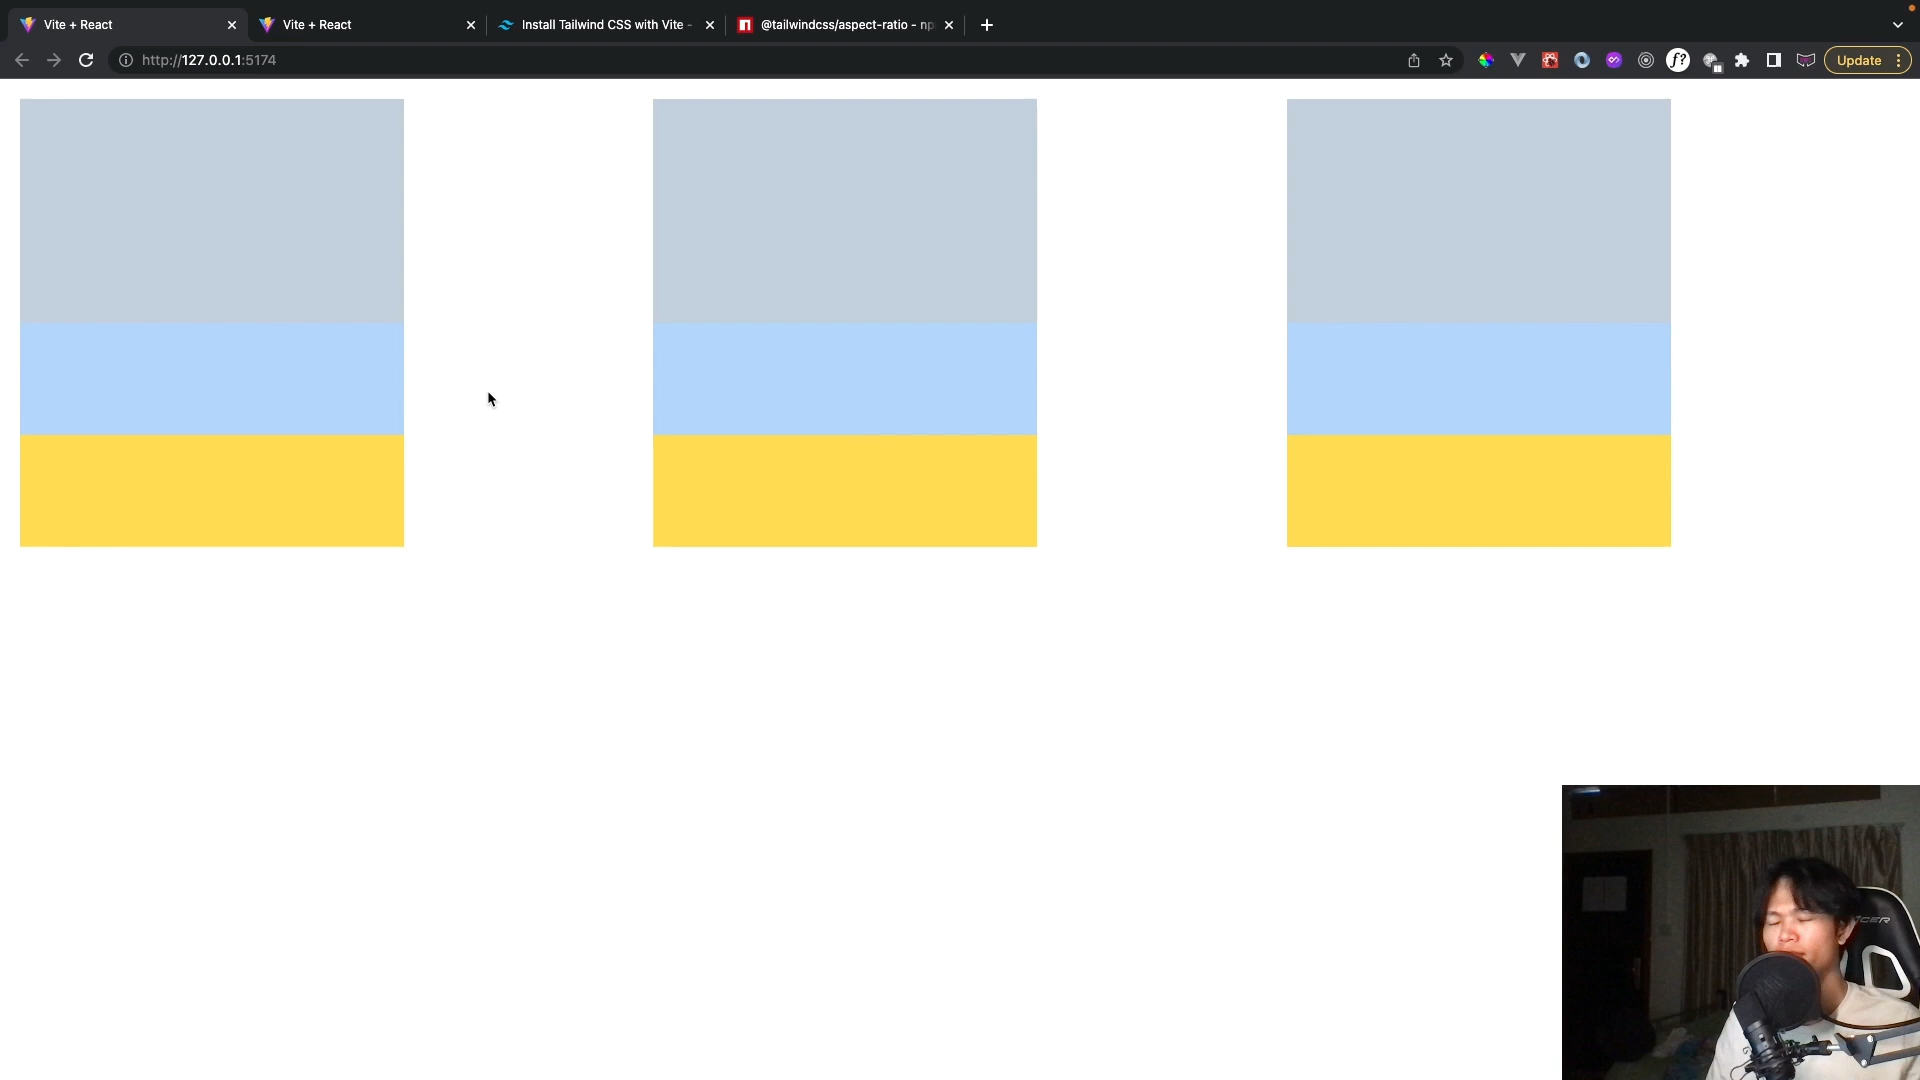 Vite + React
Vite + React
Install Tailwind CSS with Vite -
@tailwindcss/aspect-ratio - np
http://127.0.0.1:5174
f?
Update